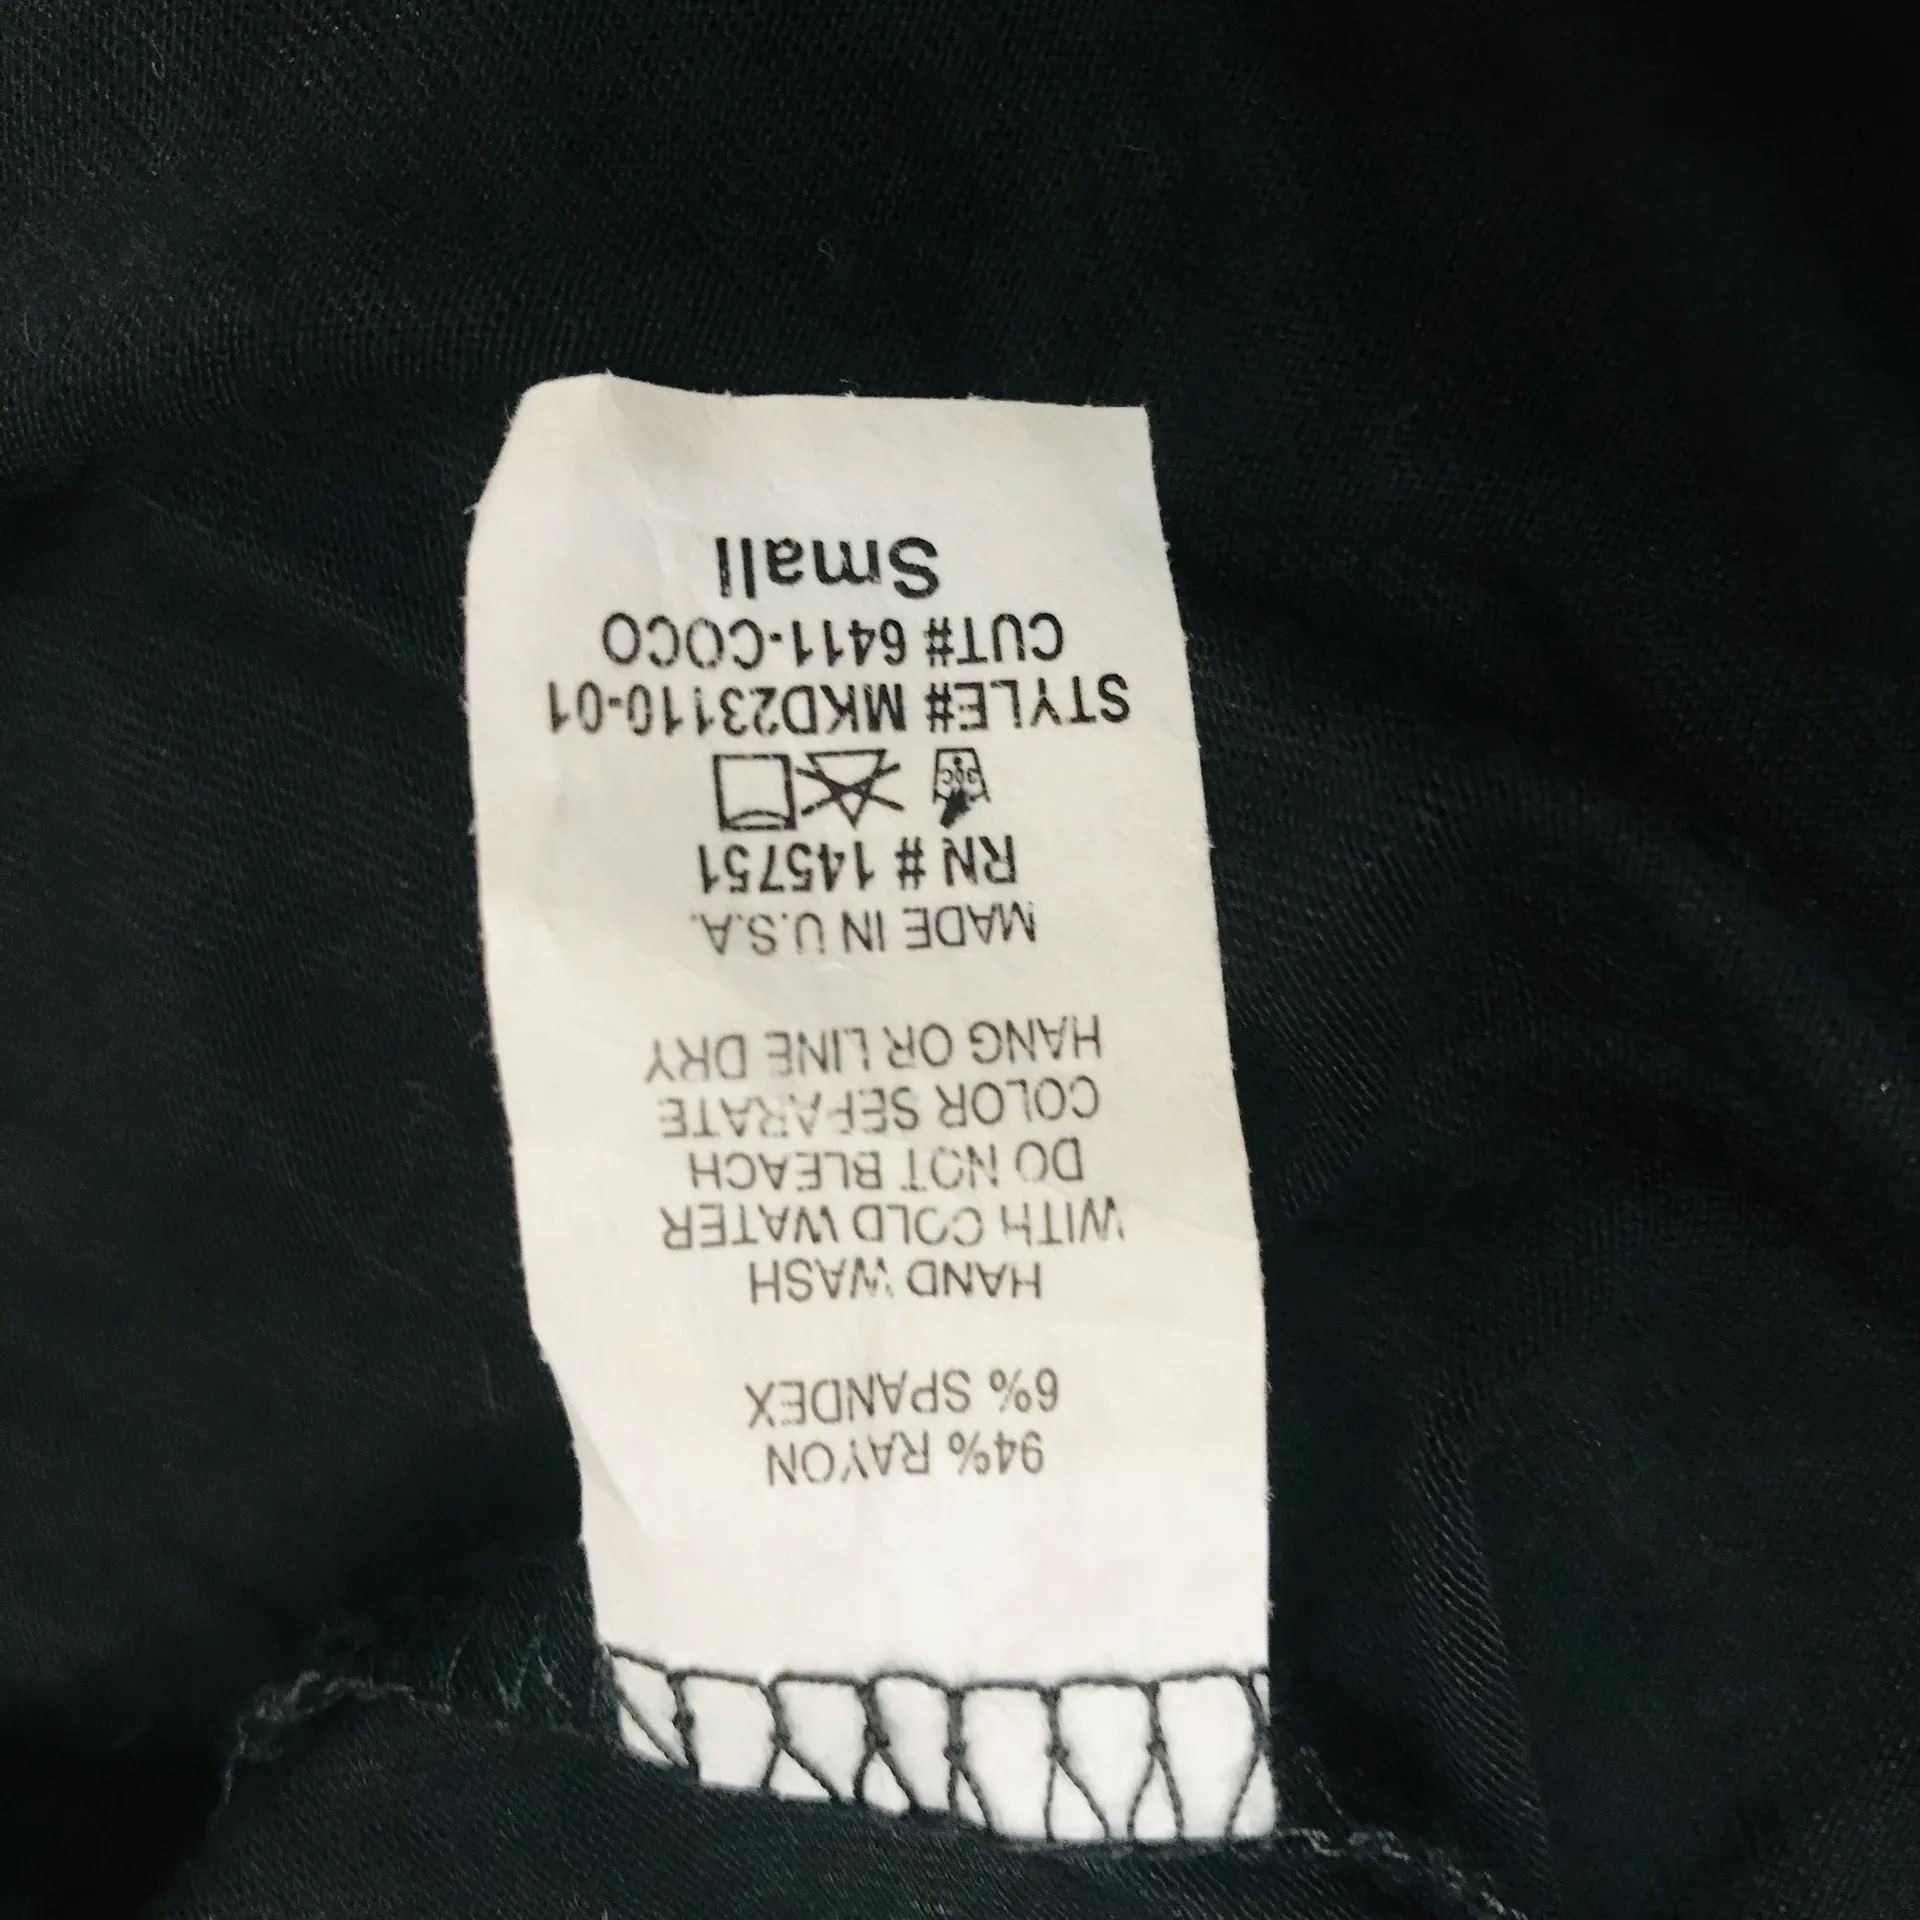 94% RAYON
6% SPANDEX
HAND WASH
WITH COLD WATER
DO NOT BLEACH
COLOR SEPARATE
HANG OR LINE DRY
MADE IN U.S.A.
RN # 145751
STYLE# MKD23110-01
CUT# 6411-COCO
Small